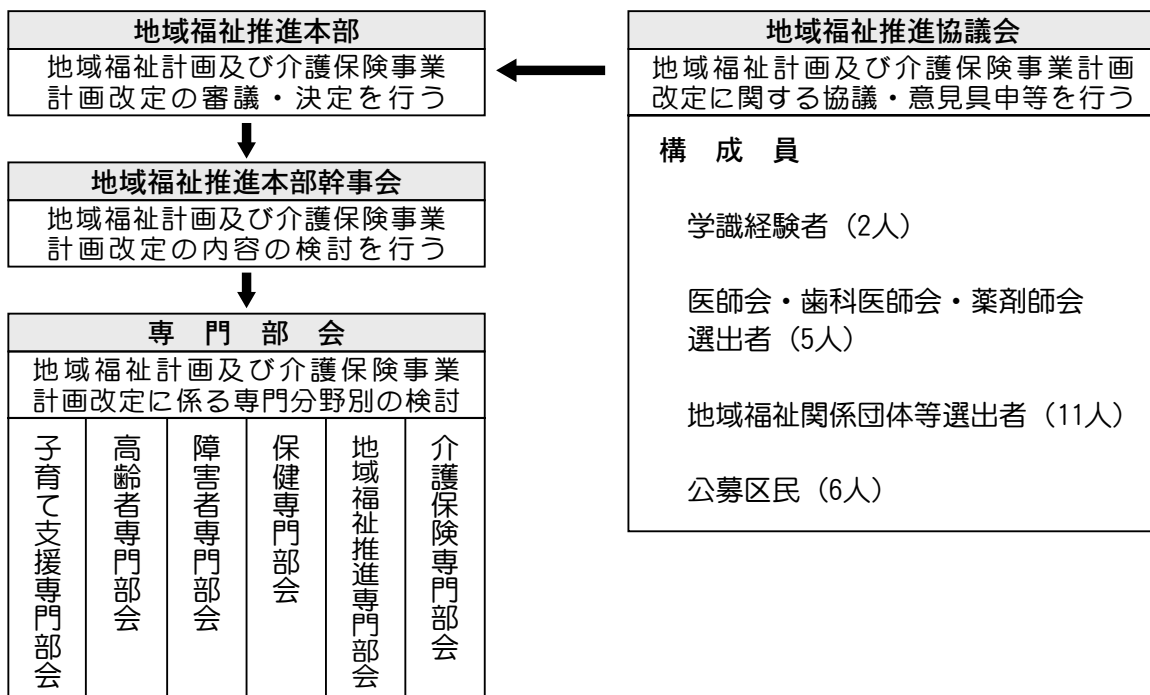 地域福祉推進本部
地域福祉計画及び介護保険事業
計画改定の審議・決定を行う
地域福祉推進本部幹事会
地域福祉計画及び介護保険事業
計画改定の内容の検討を行う
専門部会
地域福祉計画及び介護保険事業
計画改定に係る専門分野別の検討
子育て支援専門部会
高齢者専門部会
障害者専門部会
保健専門部会
地域福祉推進専門部会
介護保険専門部会
地域福祉推進協議会
地域福祉計画及び介護保険事業計画
改定に関する協議・意見具申等を行う
構成員
学識経験者（2人）
医師会・歯科医師会・薬剤師会
選出者（5人）
地域福祉関係団体等選出者（11人）
公募区民（6人）